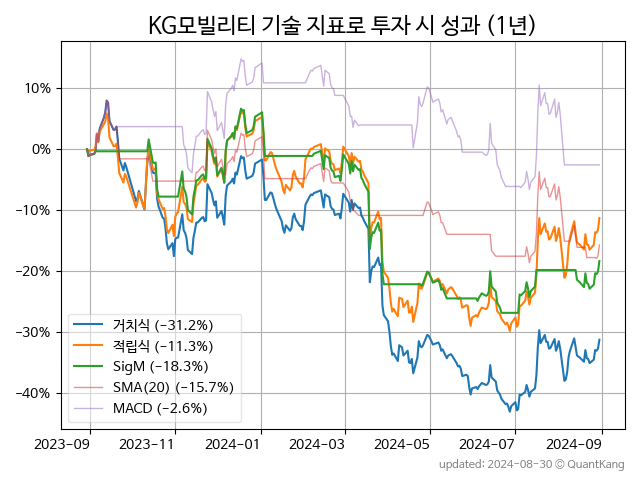 KG모빌리티 기술 지표로 투자 시 성과 (1년)
10%
0%
−10%
−20%
−30%
−40%
거치식 (−31.2%)
적립식 (−11.3%)
SigM (−18.3%)
SMA(20) (−15.7%)
MACD (−2.6%)
2023−09
2023−11
2024−01
2024−03
2024−05
2024−07
2024−09
updated: 2024−08−30 © QuantKang